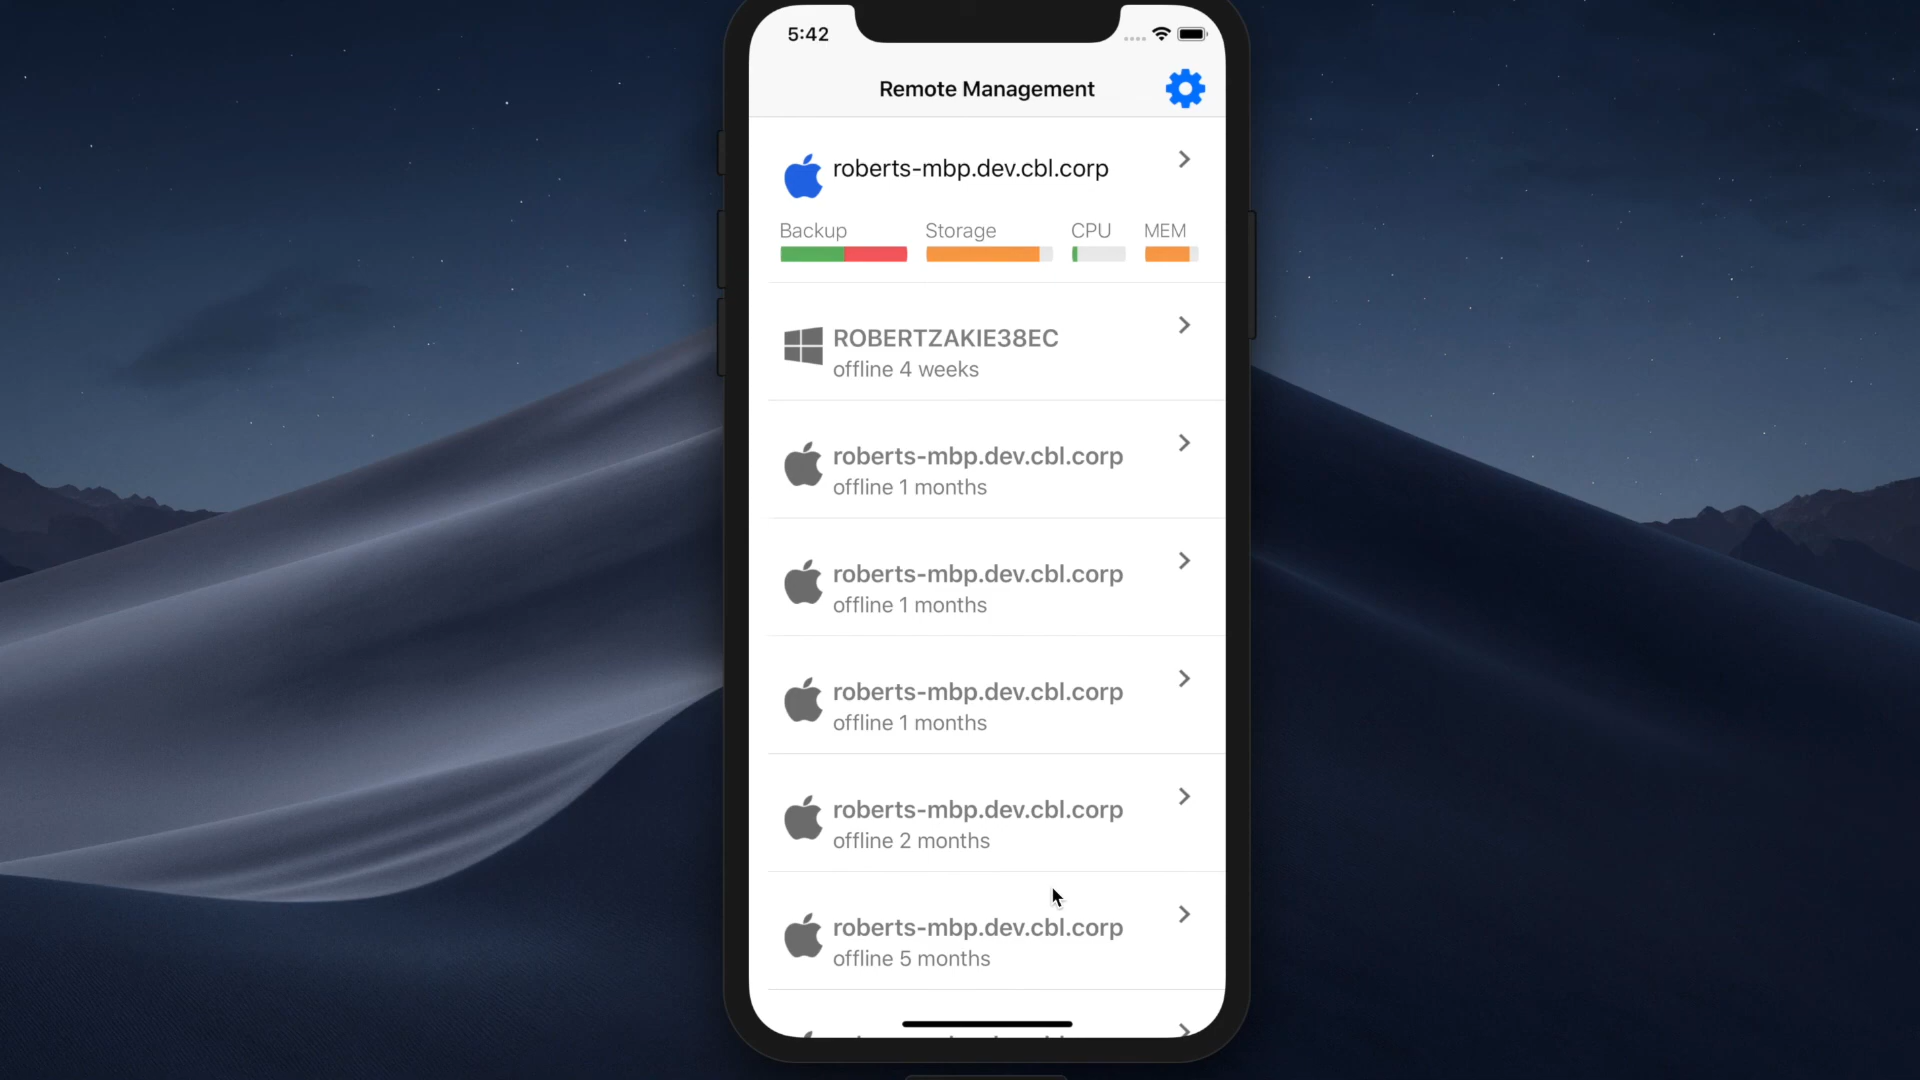 5:42
Remote Management
roberts-mbp.dev.cbl.corp
Backup Storage CPU MEM
ROBERTZAKIE38EC
offline 4 weeks
roberts-mbp.dev.cbl.corp
offline 1 months
roberts-mbp.dev.cbl.corp
offline 1 months
roberts-mbp.dev.cbl.corp
offline 1 months
roberts-mbp.dev.cbl.corp
offline 2 months
roberts-mbp.dev.cbl.corp
offline 5 months